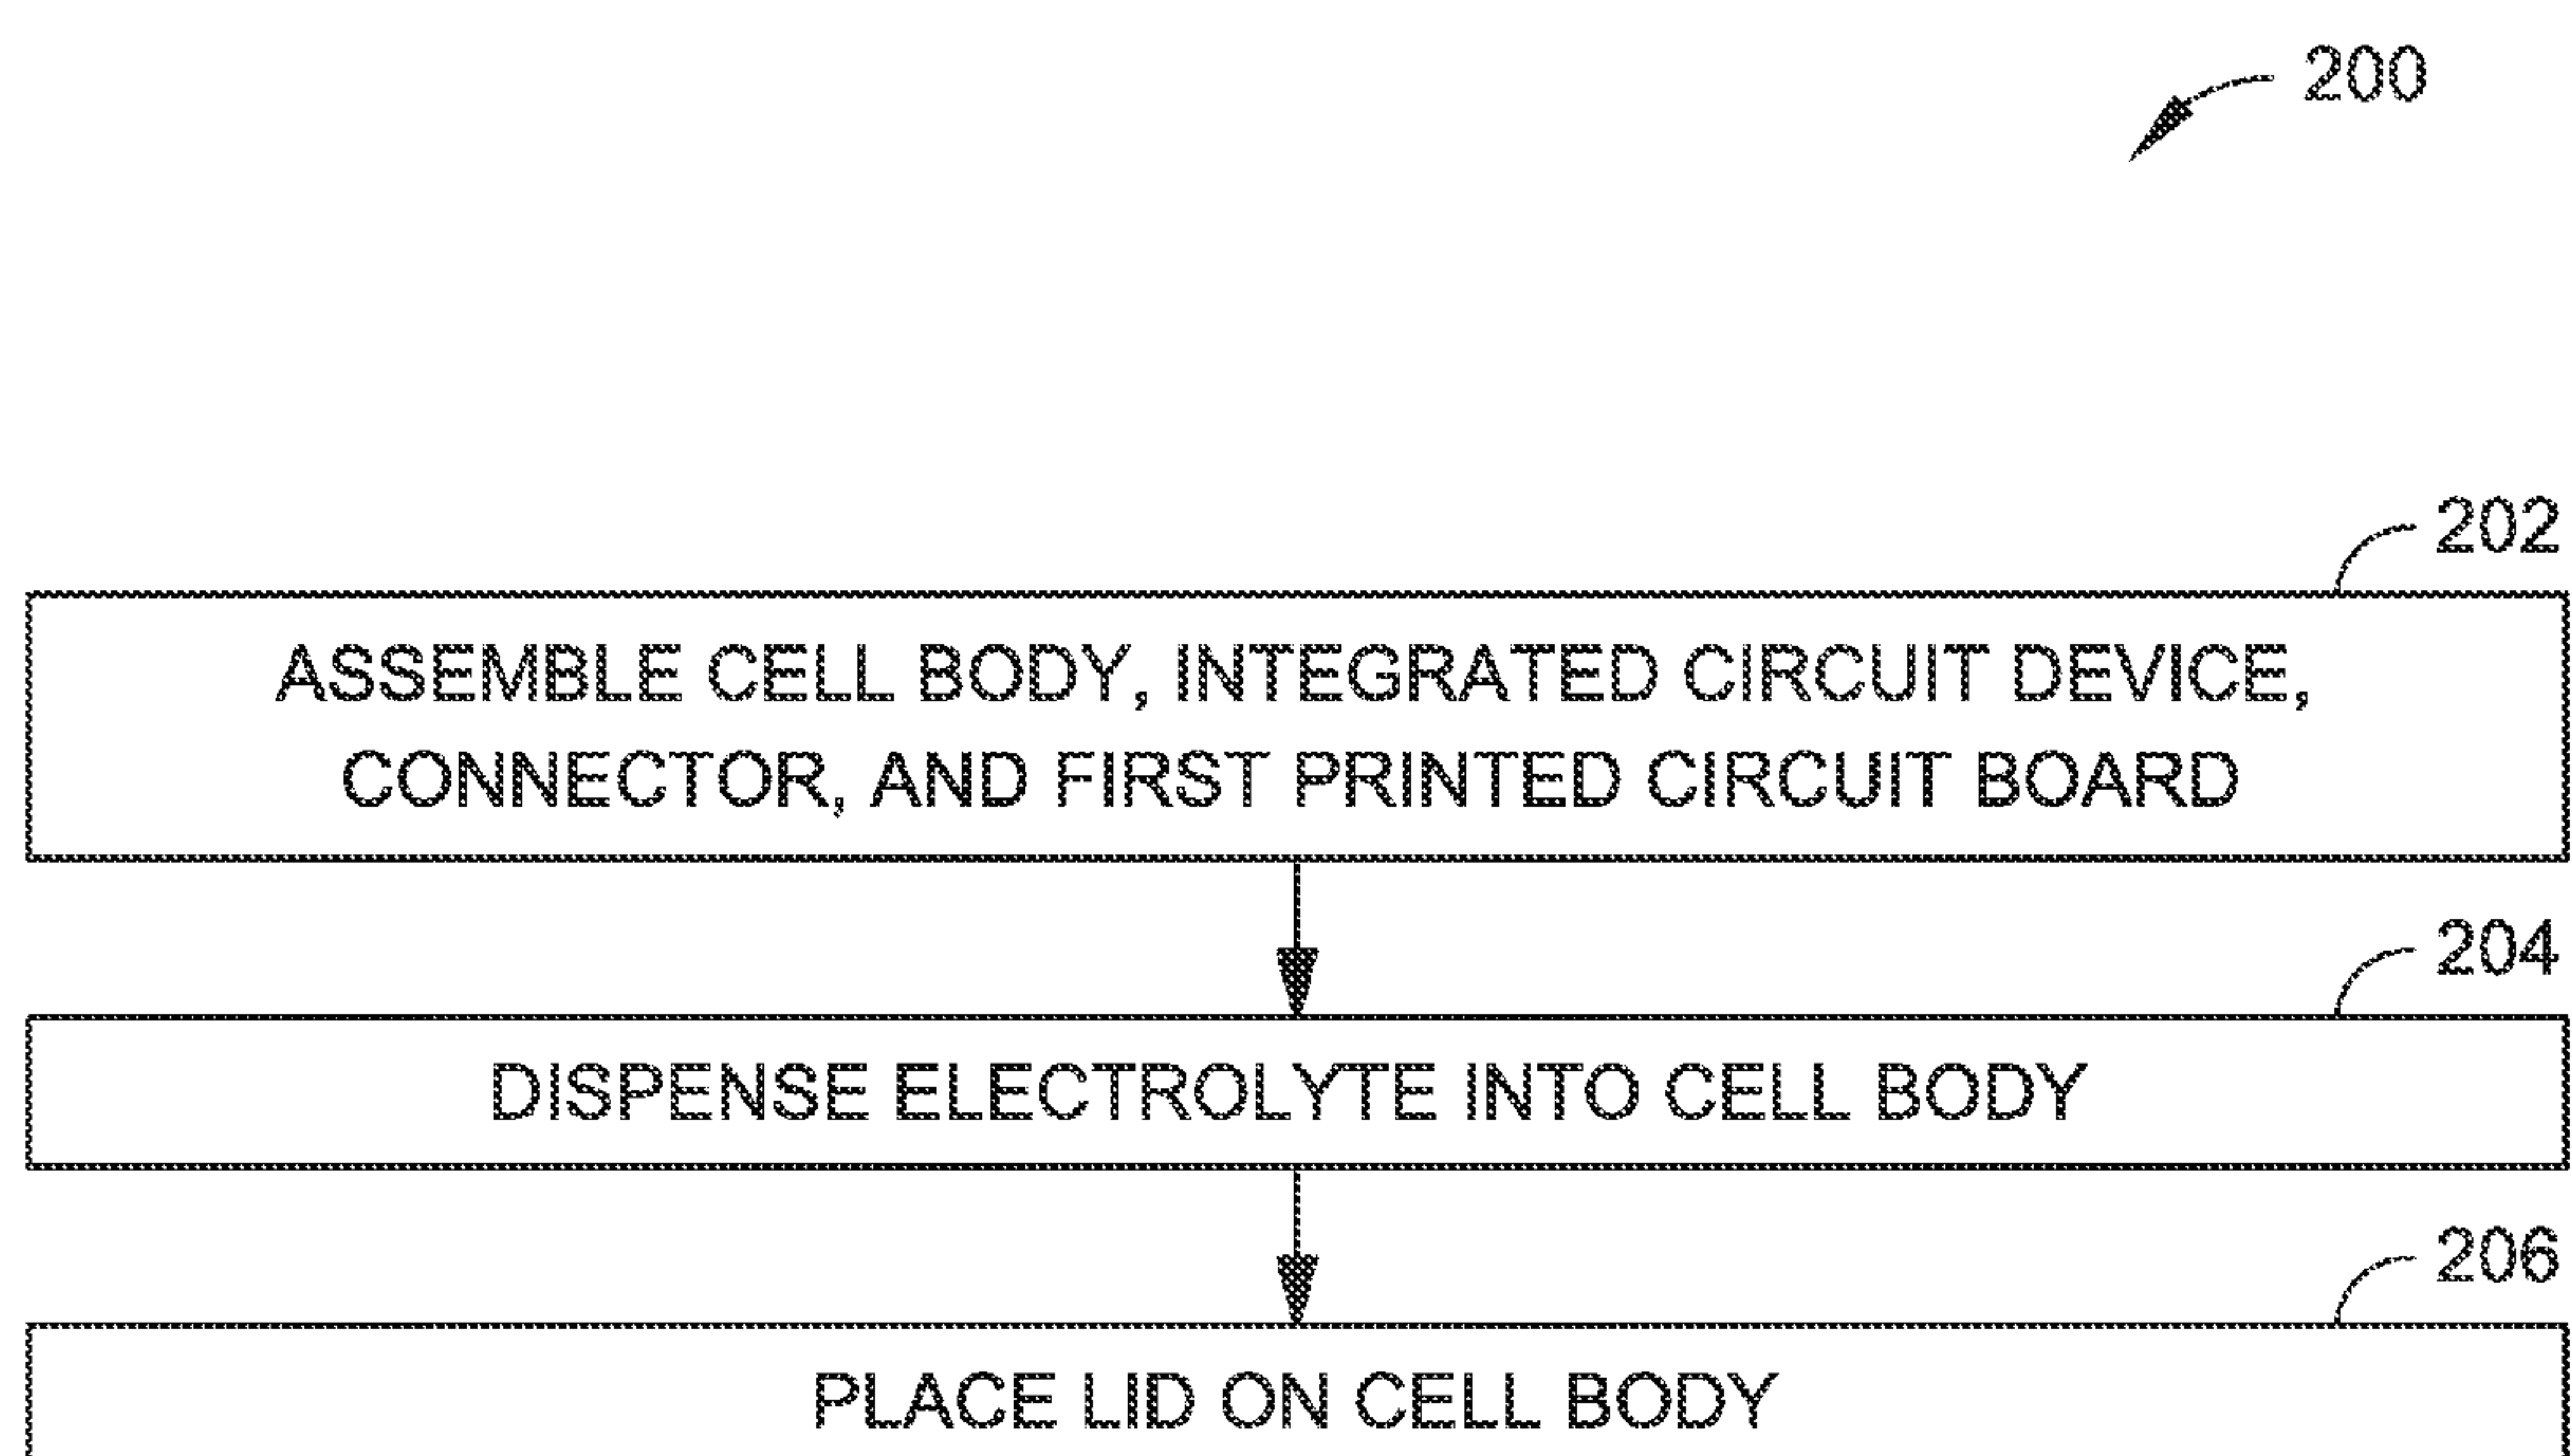 200
202
ASSEMBLE CELL BODY, INTEGRATED CIRCUIT DEVICE,
CONNECTOR, AND FIRST PRINTED CIRCUIT BOARD
204
DISPENSE ELECTROLYTE INTO CELL BODY
206
PLACE LID ON CELL BODY